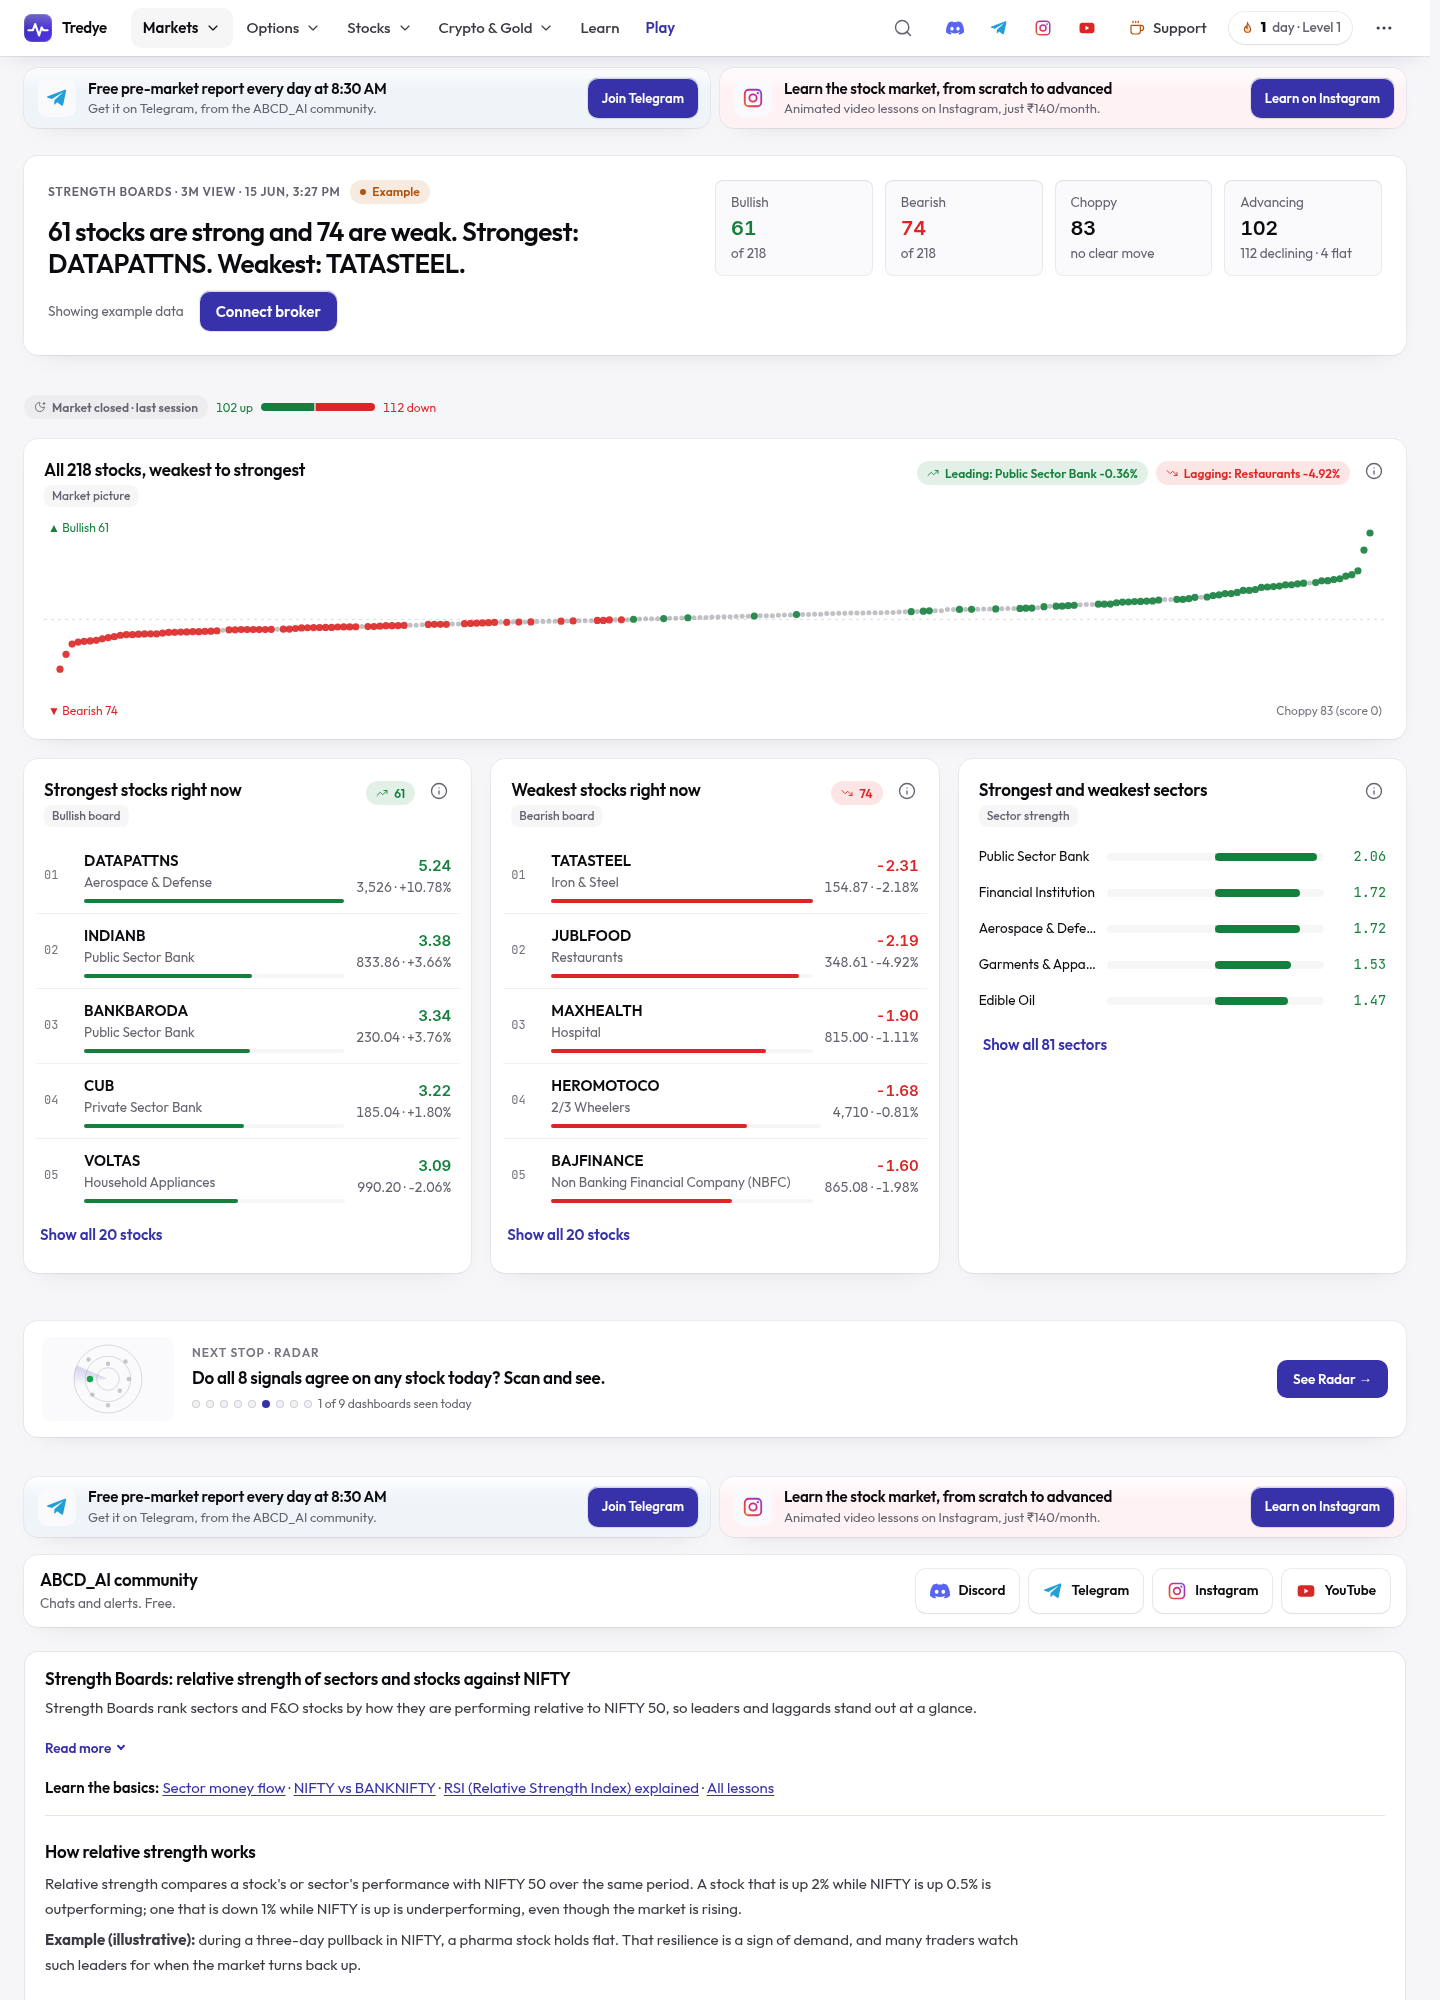 Tredye
Markets
Options
Stocks
Crypto & Gold
Learn
Play
Support
1 day · Level 1
Free pre-market report every day at 8:30 AM
Get it on Telegram, from the ABCD_AI community.
Join Telegram
Learn the stock market, from scratch to advanced
Animated video lessons on Instagram, just ₹140/month.
Learn on Instagram
STRENGTH BOARDS · 3M VIEW · 15 JUN, 3:27 PM
Example
61 stocks are strong and 74 are weak. Strongest:
DATAPATTNS. Weakest: TATASTEEL.
Showing example data
Connect broker
Bullish
61
of 218
Bearish
74
of 218
Choppy
83
no clear move
Advancing
102
112 declining · 4 flat
Market closed · last session
102 up
112 down
All 218 stocks, weakest to strongest
Market picture
Leading: Public Sector Bank -0.36%
Lagging: Restaurants -4.92%
▲ Bullish 61
▼ Bearish 74
Choppy 83 (score 0)
Strongest stocks right now
61
Bullish board
01
DATAPATTNS
Aerospace & Defense
5.24
3,526 · +10.78%
02
INDIANB
Public Sector Bank
3.38
833.86 · +3.66%
03
BANKBARODA
Public Sector Bank
3.34
230.04 · +3.76%
04
CUB
Private Sector Bank
3.22
185.04 · +1.80%
05
VOLTAS
Household Appliances
3.09
990.20 · -2.06%
Show all 20 stocks
Weakest stocks right now
74
Bearish board
01
TATASTEEL
Iron & Steel
-2.31
154.87 · -2.18%
02
JUBLFOOD
Restaurants
-2.19
348.61 · -4.92%
03
MAXHEALTH
Hospital
-1.90
815.00 · -1.11%
04
HEROMOTOCO
2/3 Wheelers
-1.68
4,710 · -0.81%
05
BAJFINANCE
Non Banking Financial Company (NBFC)
-1.60
865.08 · -1.98%
Show all 20 stocks
Strongest and weakest sectors
Sector strength
Public Sector Bank 2.06
Financial Institution 1.72
Aerospace & Defe... 1.72
Garments & Appa... 1.53
Edible Oil 1.47
Show all 81 sectors
NEXT STOP · RADAR
Do all 8 signals agree on any stock today? Scan and see.
1 of 9 dashboards seen today
See Radar →
Free pre-market report every day at 8:30 AM
Get it on Telegram, from the ABCD_AI community.
Join Telegram
Learn the stock market, from scratch to advanced
Animated video lessons on Instagram, just ₹140/month.
Learn on Instagram
ABCD_AI community
Chats and alerts. Free.
Discord
Telegram
Instagram
YouTube
Strength Boards: relative strength of sectors and stocks against NIFTY
Strength Boards rank sectors and F&O stocks by how they are performing relative to NIFTY 50, so leaders and laggards stand out at a glance.
Read more
Learn the basics: Sector money flow · NIFTY vs BANKNIFTY · RSI (Relative Strength Index) explained · All lessons
How relative strength works
Relative strength compares a stock's or sector's performance with NIFTY 50 over the same period. A stock that is up 2% while NIFTY is up 0.5% is
outperforming; one that is down 1% while NIFTY is up is underperforming, even though the market is rising.
Example (illustrative): during a three-day pullback in NIFTY, a pharma stock holds flat. That resilience is a sign of demand, and many traders watch
such leaders for when the market turns back up.